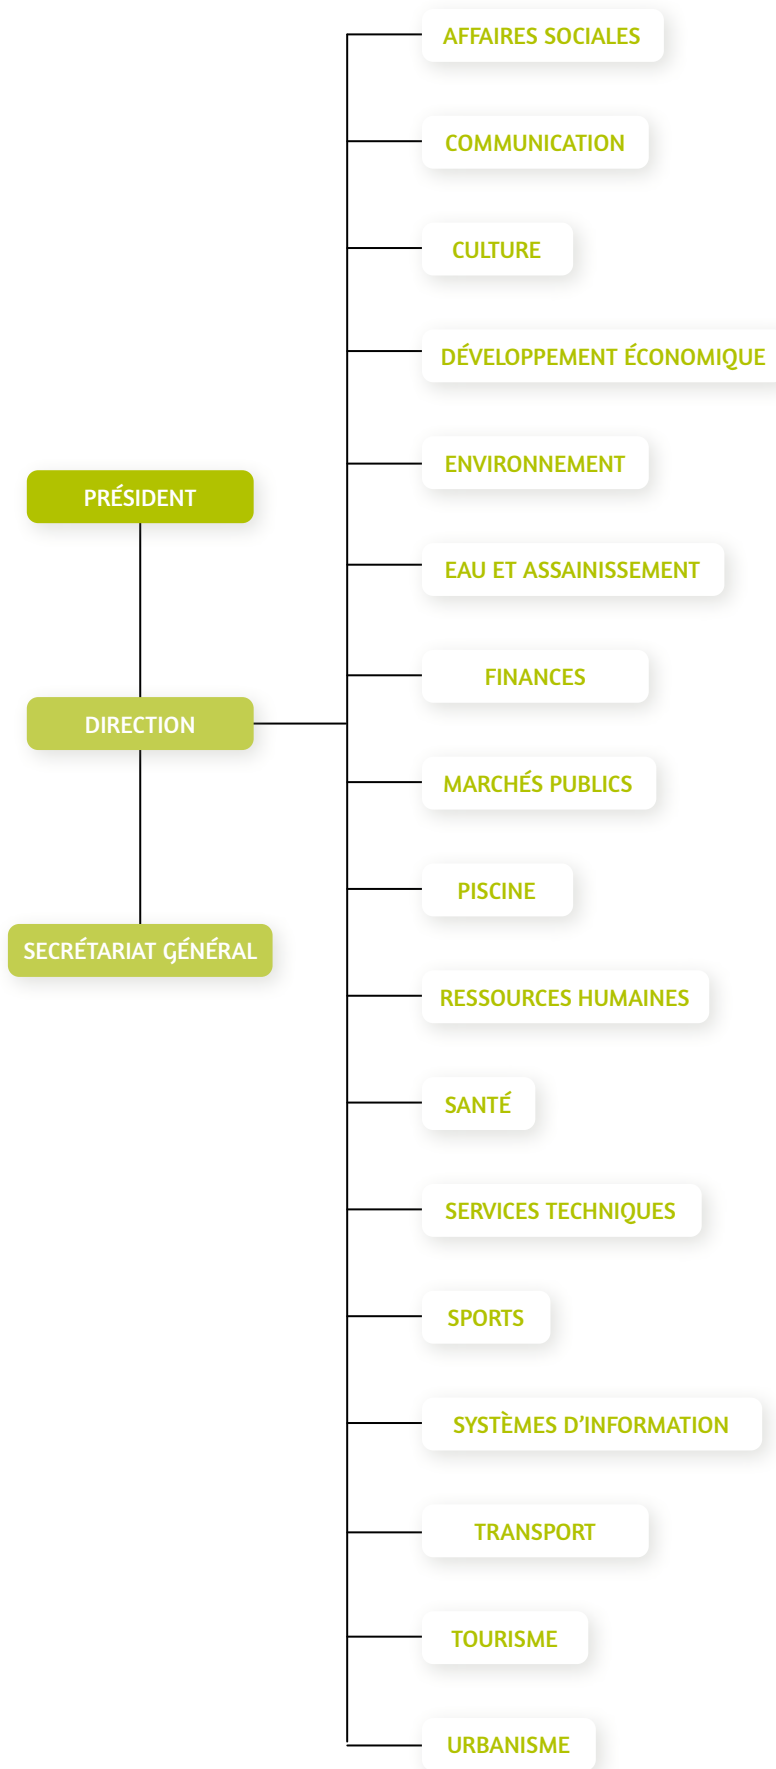 PRÉSIDENT
DIRECTION
SECRÉTARIAT GÉNÉRAL
AFFAIRES SOCIALES
COMMUNICATION
CULTURE
DÉVELOPPEMENT ÉCONOMIQUE
ENVIRONNEMENT
EAU ET ASSAINISSEMENT
FINANCES
MARCHÉS PUBLICS
PISCINE
RESSOURCES HUMAINES
SANTÉ
SERVICES TECHNIQUES
SPORTS
SYSTÈMES D’INFORMATION
TRANSPORT
TOURISME
URBANISME